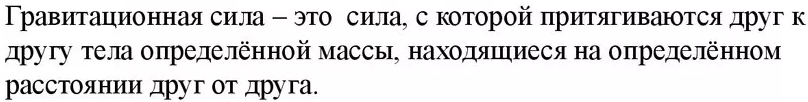 Гравитационная сила – это  сила, с которой притягиваются друг к
другу тела определённой массы, находящиеся на определённом
расстоянии друг от друга.